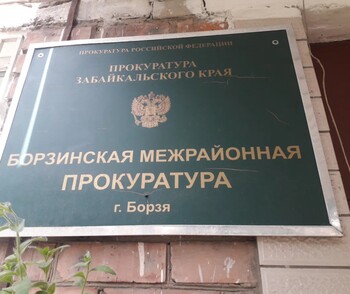 ПРОКУРАТУРА РОССИЙСКОЙ ФЕДЕРАЦИИ
ПРОКУРАТУРА
ЗАБАЙКАЛЬСКОГО КРАЯ
БОРЗИНСКАЯ МЕЖРАЙОННАЯ
ПРОКУРАТУРА
г. Борзя